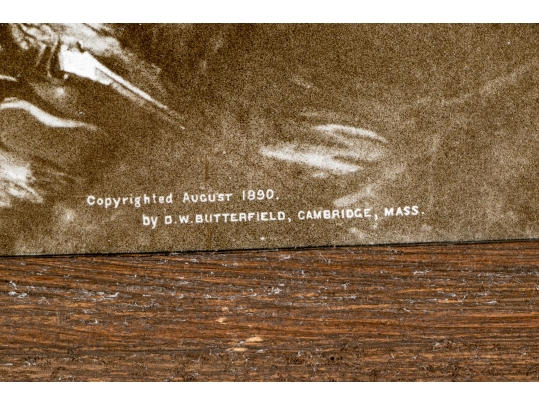 Copyrighted August 1890.
by D.W. BUTTERFIELD, CAMBRIDGE, MASS.